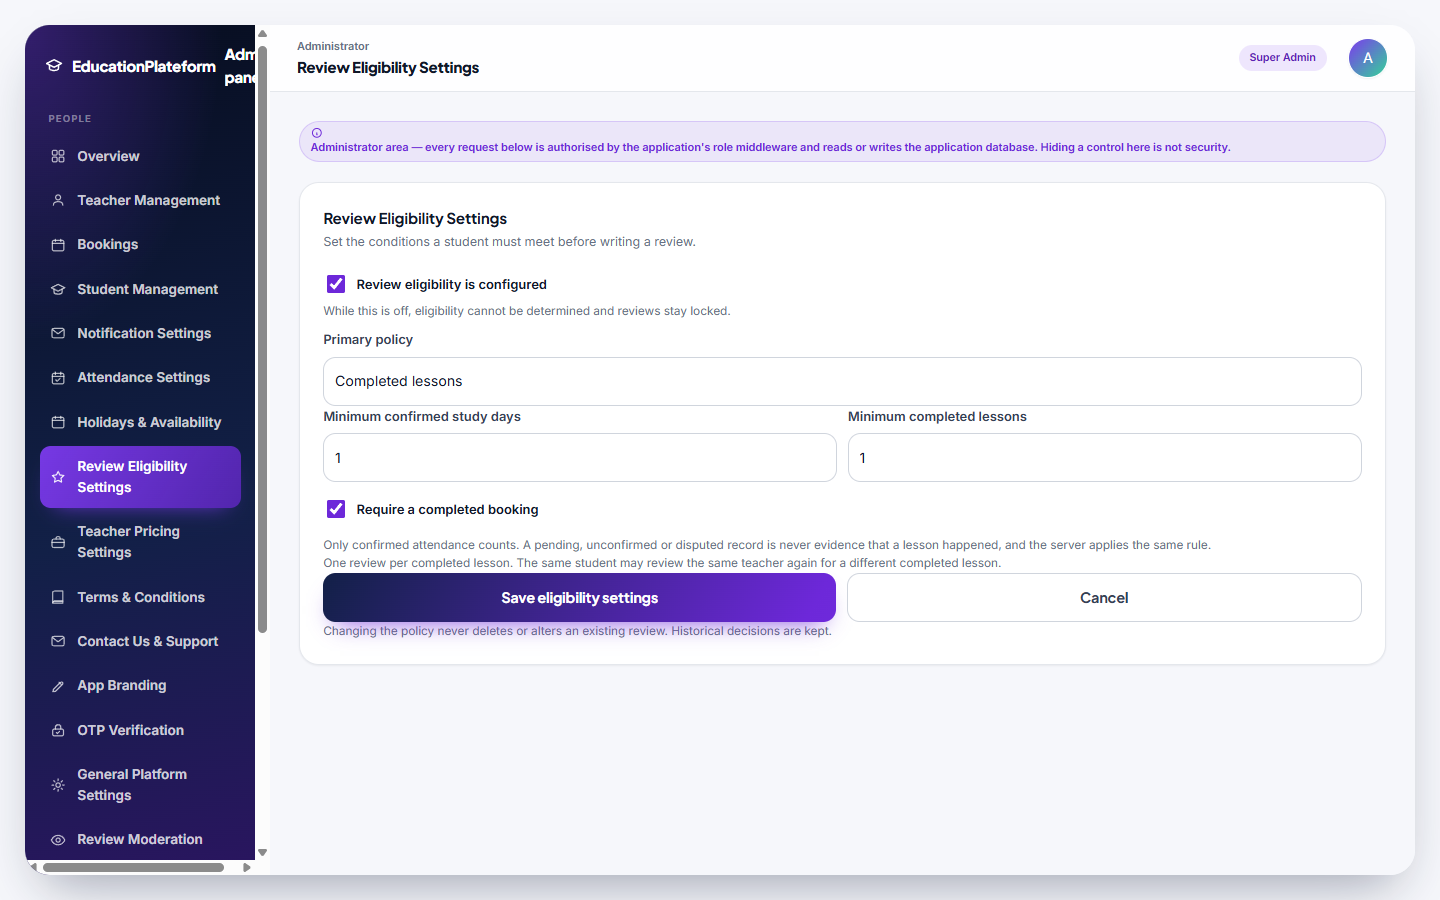 EducationPlateform
PEOPLE
Overview
Teacher Management
Bookings
Student Management
Notification Settings
Attendance Settings
Holidays & Availability
Review Eligibility
Settings
Teacher Pricing
Settings
Terms & Conditions
Contact Us & Support
App Branding
OTP Verification
General Platform
Settings
Review Moderation
Administrator
Review Eligibility Settings
Super Admin
A
Administrator area — every request below is authorised by the application's role middleware and reads or writes the application database. Hiding a control here is not security.
Review Eligibility Settings
Set the conditions a student must meet before writing a review.
Review eligibility is configured
While this is off, eligibility cannot be determined and reviews stay locked.
Primary policy
Completed lessons
Minimum confirmed study days
Minimum completed lessons
1
1
Require a completed booking
Only confirmed attendance counts. A pending, unconfirmed or disputed record is never evidence that a lesson happened, and the server applies the same rule.
One review per completed lesson. The same student may review the same teacher again for a different completed lesson.
Save eligibility settings
Cancel
Changing the policy never deletes or alters an existing review. Historical decisions are kept.